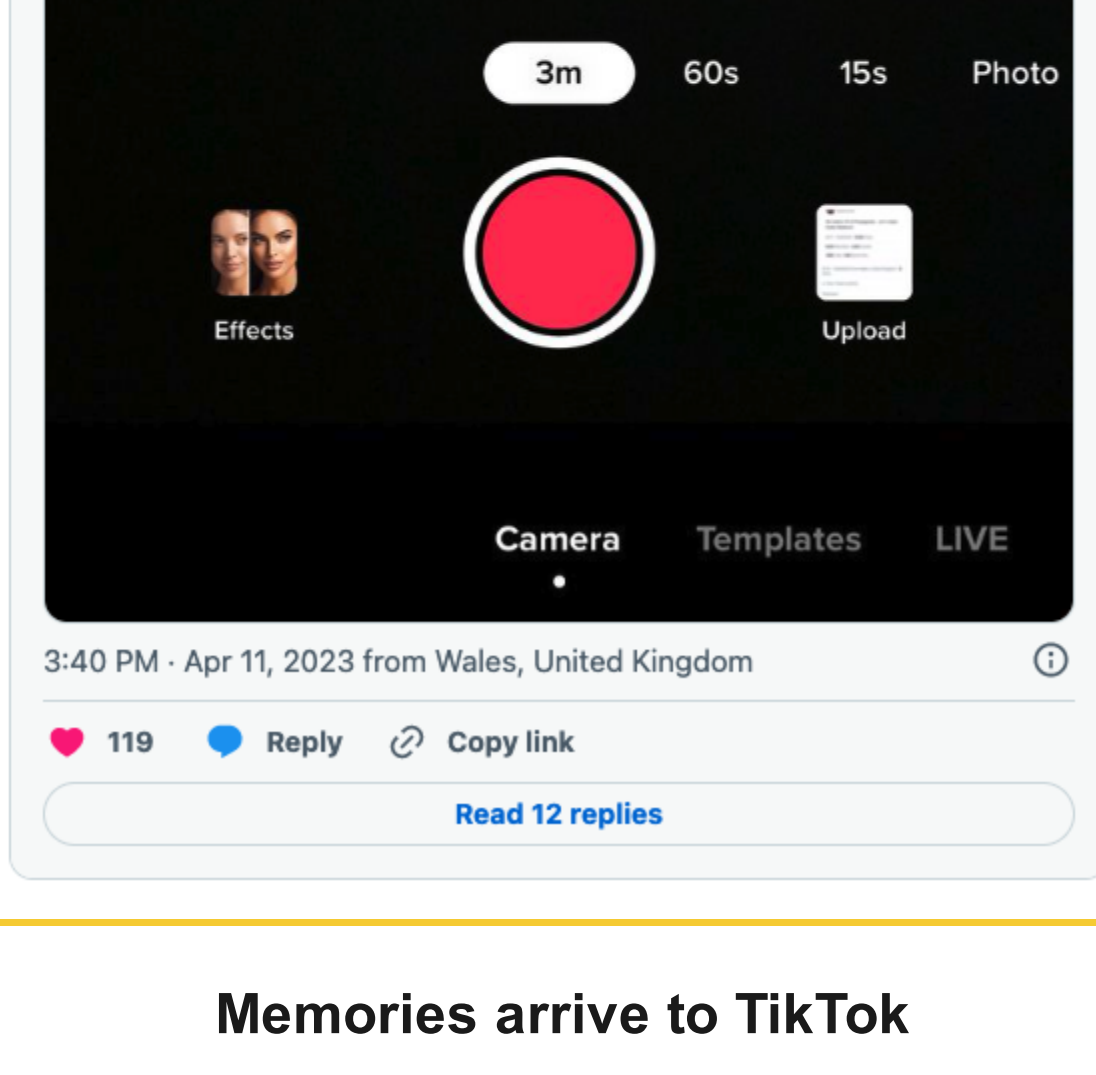 3m 60s 15s Photo
Effects Upload
Camera Templates LIVE
3:40 PM · Apr 11, 2023 from Wales, United Kingdom
119 Reply Copy link
Read 12 replies
Memories arrive to TikTok